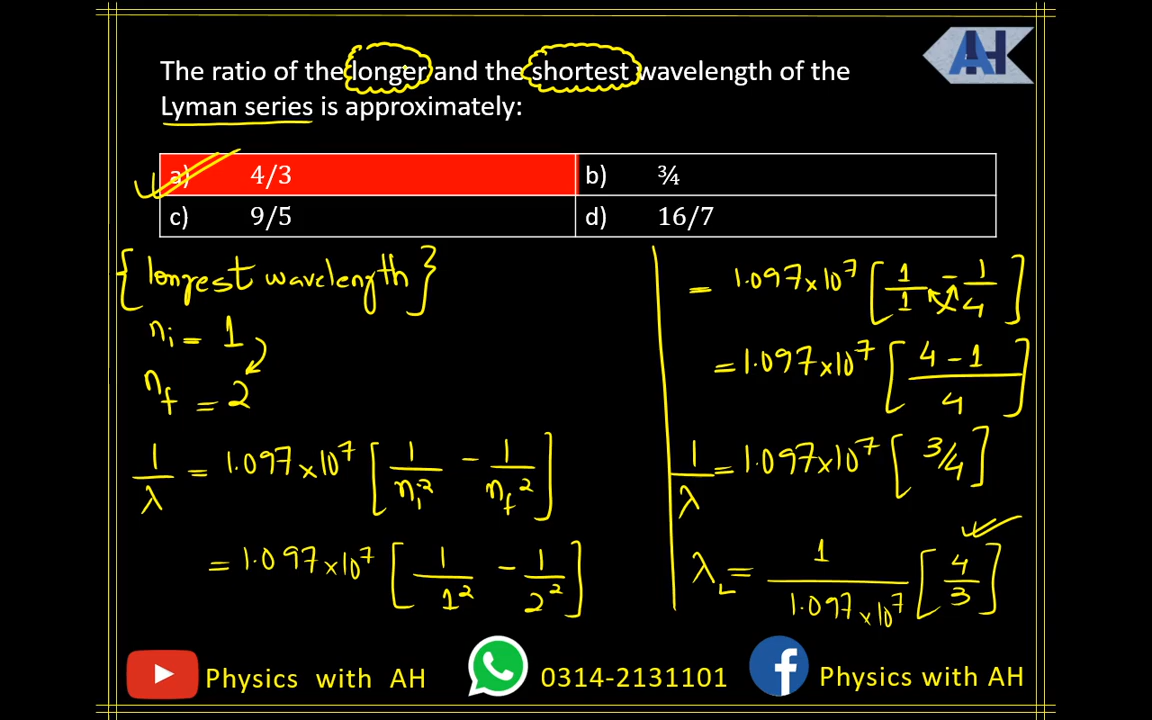 AH
The ratio of the longer and the shortest wavelength of the
Lyman series is approximately:
a) 4/3 b) ¾
c) 9/5 d) 16/7
{longest wavelength}
nᵢ = 1
n_f = 2
1/λ = 1.097×10⁷ [1/nᵢ² − 1/n_f²]
= 1.097×10⁷ [1/1² − 1/2²]
= 1.097×10⁷ [1/1 − 1/4]
= 1.097×10⁷ [(4−1)/4]
1/λ = 1.097×10⁷ [3/4]
λ_L = 1/(1.097×10⁷) [4/3]
Physics with AH 0314-2131101 Physics with AH